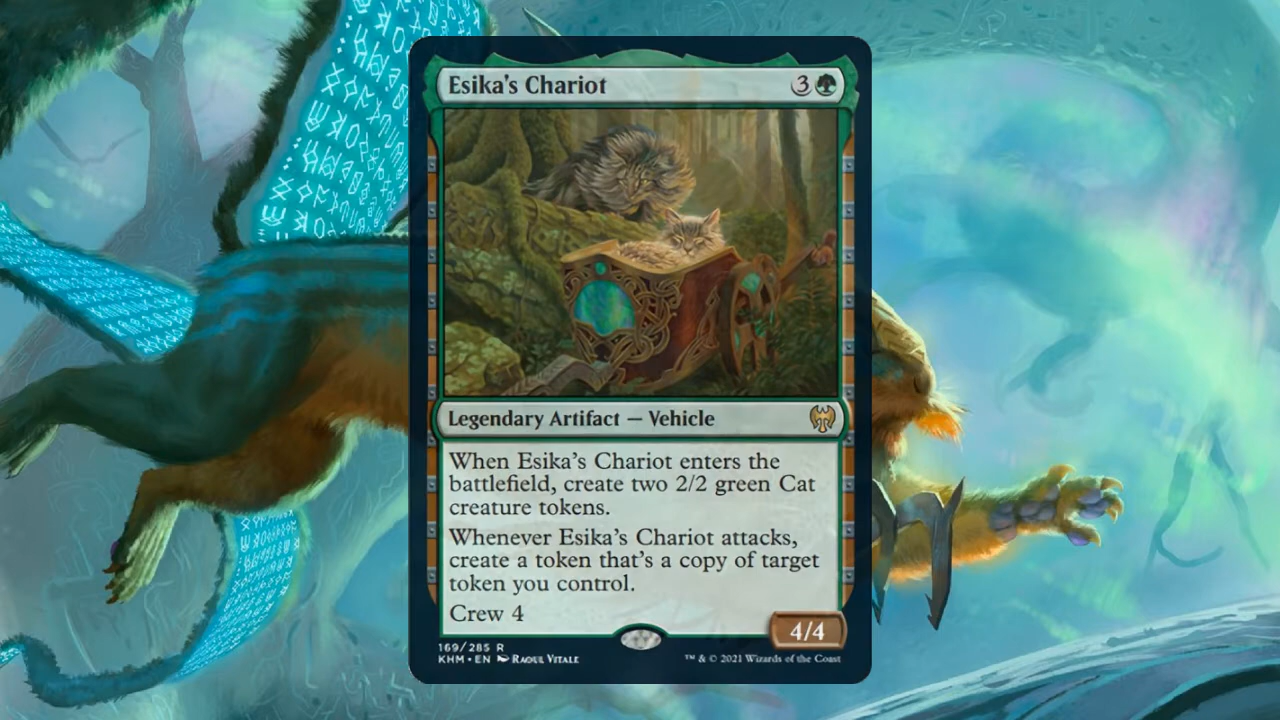 Esika's Chariot 3
Legendary Artifact — Vehicle
When Esika's Chariot enters the
battlefield, create two 2/2 green Cat
creature tokens.
Whenever Esika's Chariot attacks,
create a token that's a copy of target
token you control.
Crew 4
4/4
169/285 R
KHM • EN Raoul Vitale
™ & © 2021 Wizards of the Coast